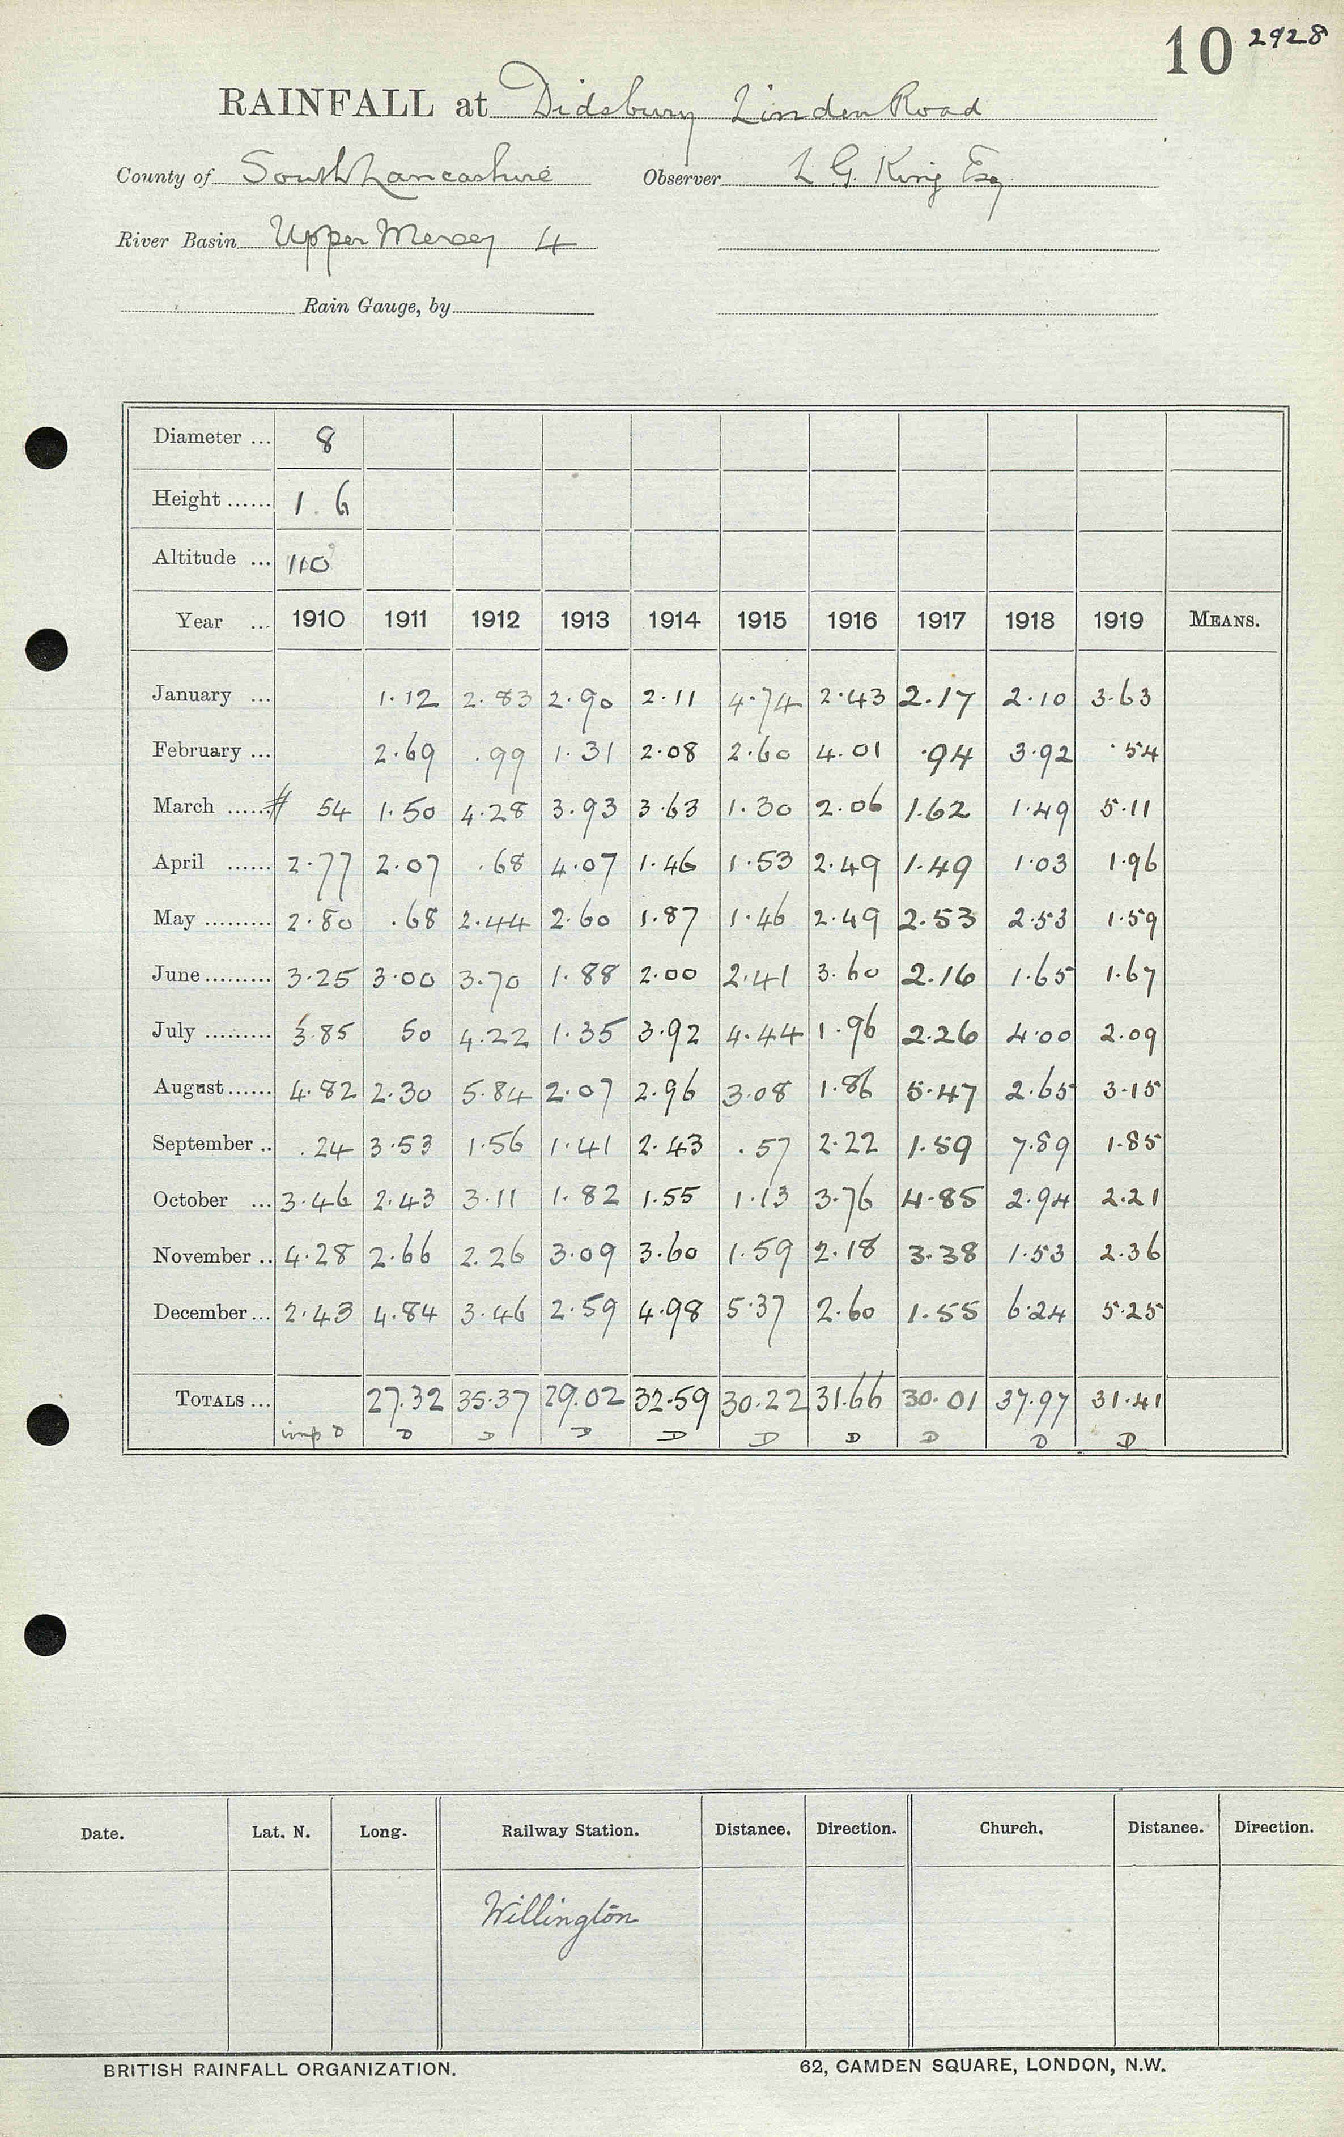 10 2928
RAINFALL at Didsbury Linden Road
County of South Lancashire Observer L G. King Esq
River Basin Upper Mersey 4
Rain Gauge, by
Diameter ... 8
Height ...... 1. 6
Altitude ... 110
Year ... 1910 1911 1912 1913 1914 1915 1916 1917 1918 1919 MEANS.
January ... 1.12 2.83 2.90 2.11 4.74 2.43 2.17 2.10 3.63
February ... 2.69 .99 1.31 2.08 2.60 4.01 .94 3.92 .54
March ...... # 54 1.50 4.28 3.93 3.63 1.30 2.06 1.62 1.49 5.11
April ...... 2.77 2.07 .68 4.07 1.46 1.53 2.49 1.49 1.03 1.96
May ......... 2.80 .68 2.44 2.60 1.87 1.46 2.49 2.53 2.53 1.59
June ......... 3.25 3.00 3.70 1.88 2.00 2.41 3.60 2.16 1.65 1.67
July ......... 3.85 50 4.22 1.35 3.92 4.44 1.96 2.26 4.00 2.09
August ...... 4.82 2.30 5.84 2.07 2.96 3.08 1.86 5.47 2.65 3.15
September .. .24 3.53 1.56 1.41 2.43 .57 2.22 1.59 7.89 1.85
October ... 3.46 2.43 3.11 1.82 1.55 1.13 3.76 4.85 2.94 2.21
November .. 4.28 2.66 2.26 3.09 3.60 1.59 2.18 3.38 1.53 2.36
December ... 2.43 4.84 3.46 2.59 4.98 5.37 2.60 1.55 6.24 5.25
TOTALS ... 27.32 35.37 29.02 32.59 30.22 31.66 30.01 37.97 31.41
imp D D D D D D D D D D
Date. Lat. N. Long. Railway Station. Distance. Direction. Church. Distance. Direction.
Willington
BRITISH RAINFALL ORGANIZATION. 62, CAMDEN SQUARE, LONDON, N.W.